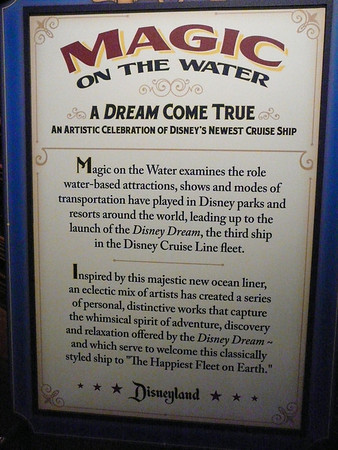 MAGIC
ON THE WATER
A DREAM COME TRUE
AN ARTISTIC CELEBRATION OF DISNEY'S NEWEST CRUISE SHIP
Magic on the Water examines the role
water-based attractions, shows and modes of
transportation have played in Disney parks and
resorts around the world, leading up to the
launch of the Disney Dream, the third ship
in the Disney Cruise Line fleet.
Inspired by this majestic new ocean liner,
an eclectic mix of artists has created a series
of personal, distinctive works that capture
the whimsical spirit of adventure, discovery
and relaxation offered by the Disney Dream ~
and which serve to welcome this classically
styled ship to "The Happiest Fleet on Earth."
Disneyland